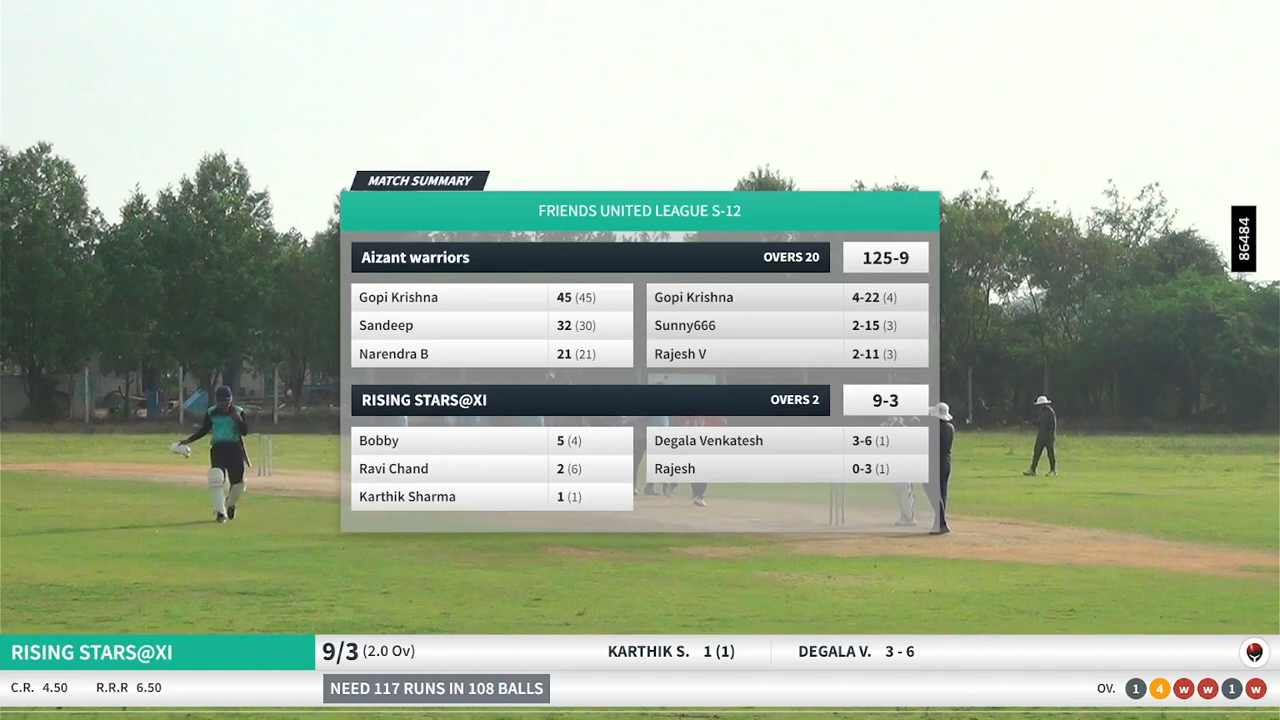 MATCH SUMMARY
FRIENDS UNITED LEAGUE S-12
Aizant warriors OVERS 20 125-9
Gopi Krishna 45 (45) Gopi Krishna 4-22 (4)
Sandeep 32 (30) Sunny666 2-15 (3)
Narendra B 21 (21) Rajesh V 2-11 (3)
RISING STARS@XI OVERS 2 9-3
Bobby 5 (4) Degala Venkatesh 3-6 (1)
Ravi Chand 2 (6) Rajesh 0-3 (1)
Karthik Sharma 1 (1)
86484
RISING STARS@XI 9/3 (2.0 Ov) KARTHIK S. 1 (1) DEGALA V. 3 - 6
C.R. 4.50 R.R.R 6.50 NEED 117 RUNS IN 108 BALLS OV. 1 4 w w 1 w